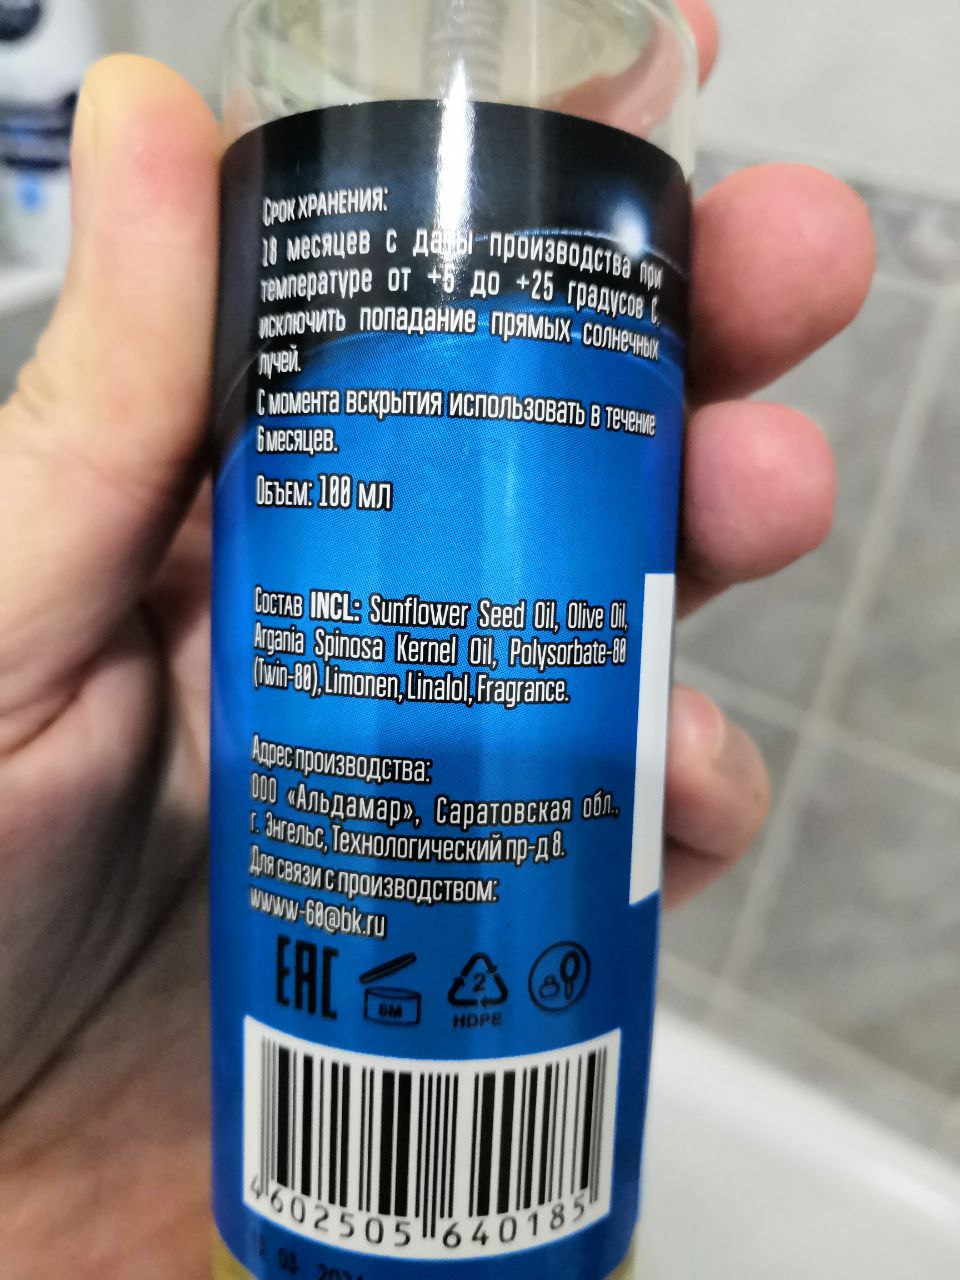 Срок хранения:
18 месяцев с даты производства при
температуре от +5 до +25 градусов С,
исключить попадание прямых солнечных
лучей.
С момента вскрытия использовать в течение
6 месяцев.
Объем: 100 мл
Состав INCL: Sunflower Seed Oil, Olive Oil,
Argania Spinosa Kernel Oil, Polysorbate-80
(Twin-80), Limonen, Linalol, Fragrance.
Адрес производства:
ООО «Альдамар», Саратовская обл.,
г. Энгельс, Технологический пр-д 8.
Для связи с производством:
wwww-60@bk.ru
EAC 6M 2
HDPE
4602505640185
03